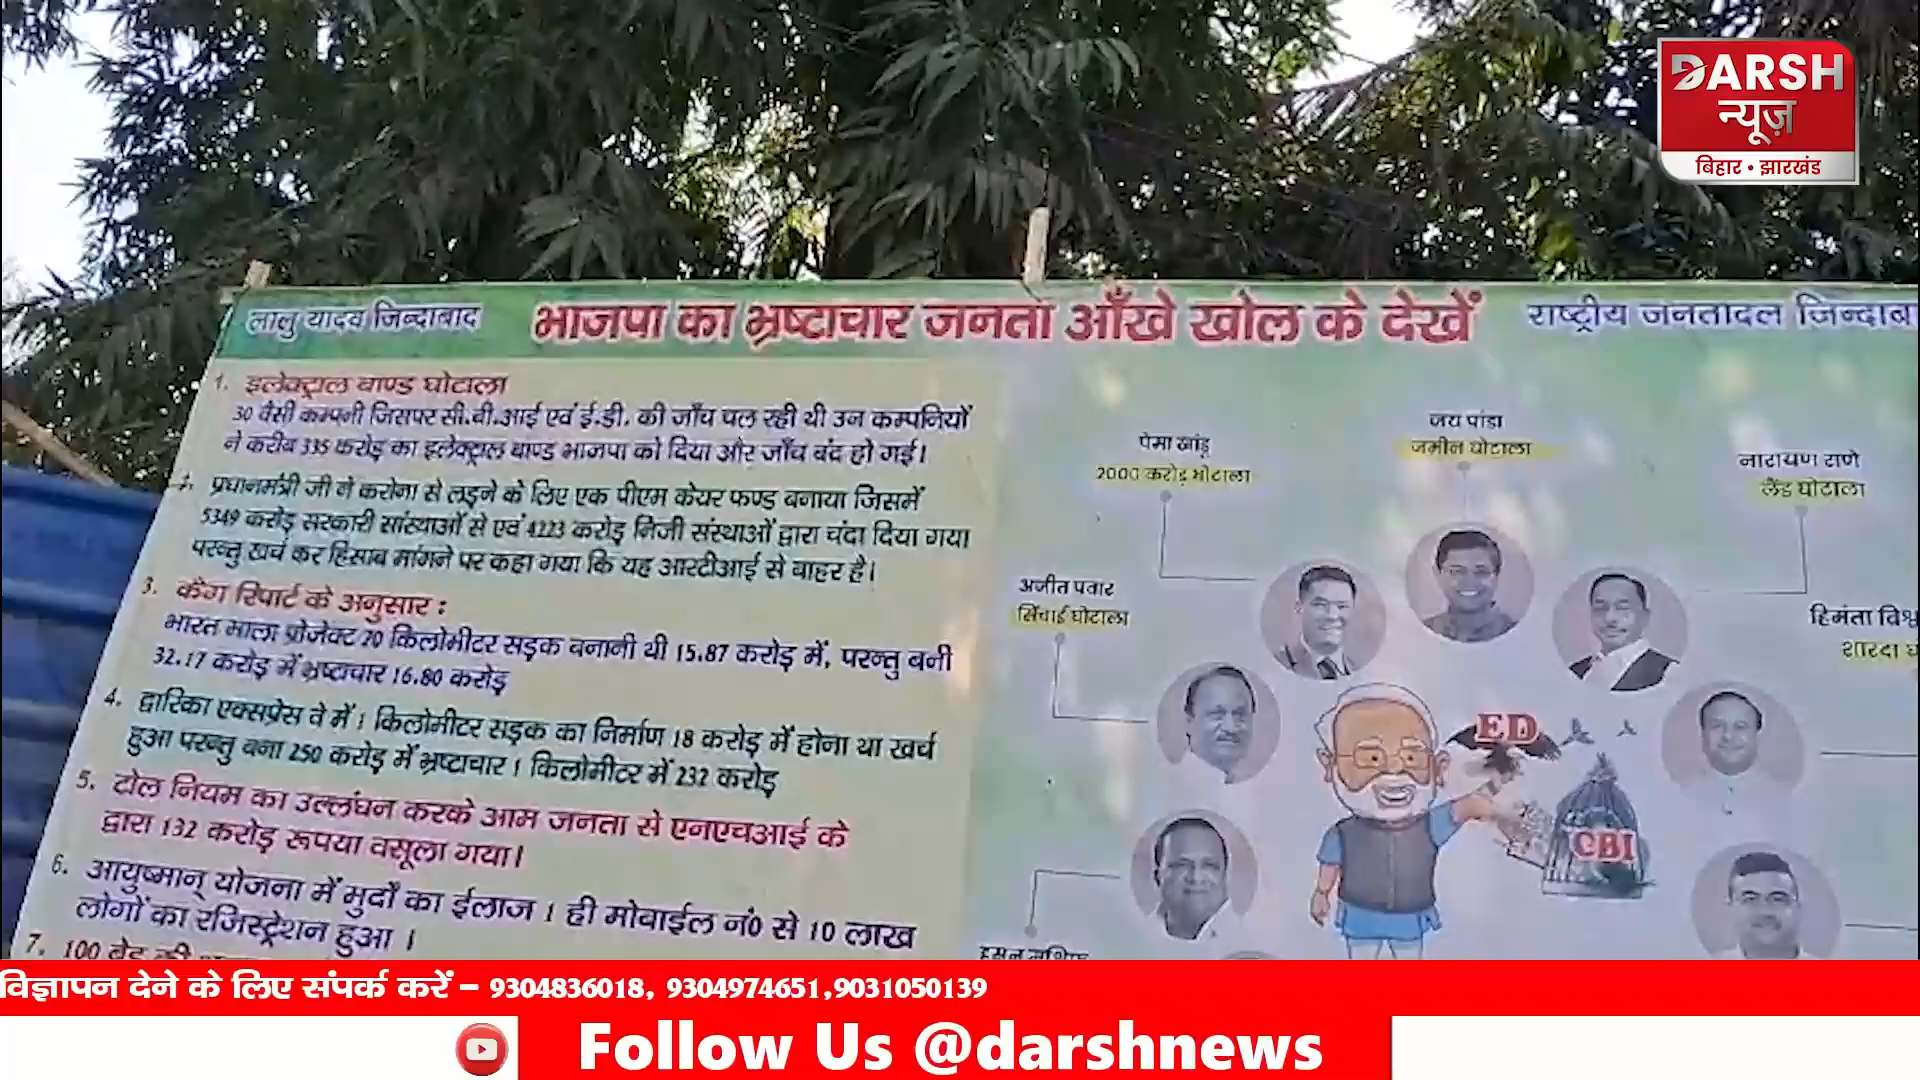 DARSH
न्यूज़
बिहार • झारखंड
लालु यादव जिन्दाबाद
भाजपा का भ्रष्टाचार जनता आँखे खोल के देखें
राष्ट्रीय जनतादल जिन्दाब
1. इलेक्ट्राल बाण्ड घोटाला
30 वैसी कम्पनी जिसपर सी.बी.आई एवं ई.डी. की जाँच चल रही थी उन कम्पनियों
ने करीब 335 करोड़ का इलेक्ट्राल बाण्ड भाजपा को दिया और जाँच बंद हो गई।
2. प्रधानमंत्री जी ने करोना से लड़ने के लिए एक पीएम केयर फण्ड बनाया जिसमें
5349 करोड़ सरकारी सांस्थाओं से एवं 4223 करोड़ निजी संस्थाओं द्वारा चंदा दिया गया
परन्तु खर्च कर हिसाब मांगने पर कहा गया कि यह आरटीआई से बाहर है।
3. कैग रिपार्ट के अनुसार :
भारत माला प्रोजेक्ट 20 किलोमीटर सड़क बनानी थी 15.87 करोड़ में, परन्तु बनी
32.17 करोड़ में भ्रष्टाचार 16.80 करोड़
4. द्वारिका एक्सप्रेस वे में 1 किलोमीटर सड़क का निर्माण 18 करोड़ में होना था खर्च
हुआ परन्तु बना 250 करोड़ में भ्रष्टाचार 1 किलोमीटर में 232 करोड़
5. टोल नियम का उल्लंघन करके आम जनता से एनएचआई के
द्वारा 132 करोड़ रूपया वसूला गया।
6. आयुष्मान् योजना में मुर्दो का ईलाज 1 ही मोबाईल नं0 से 10 लाख
लोगों का रजिस्ट्रेशन हुआ ।
7. 100 बेड की
पेमा खांडू
2000 करोड़ घोटाला
जय पांडा
जमीन घोटाला
नारायण राणे
लैंड घोटाला
अजीत पवार
सिंचाई घोटाला
हिमंता विश्व
शारदा घ
ED
CBI
विज्ञापन देने के लिए संपर्क करें – 9304836018, 9304974651,9031050139
Follow Us @darshnews